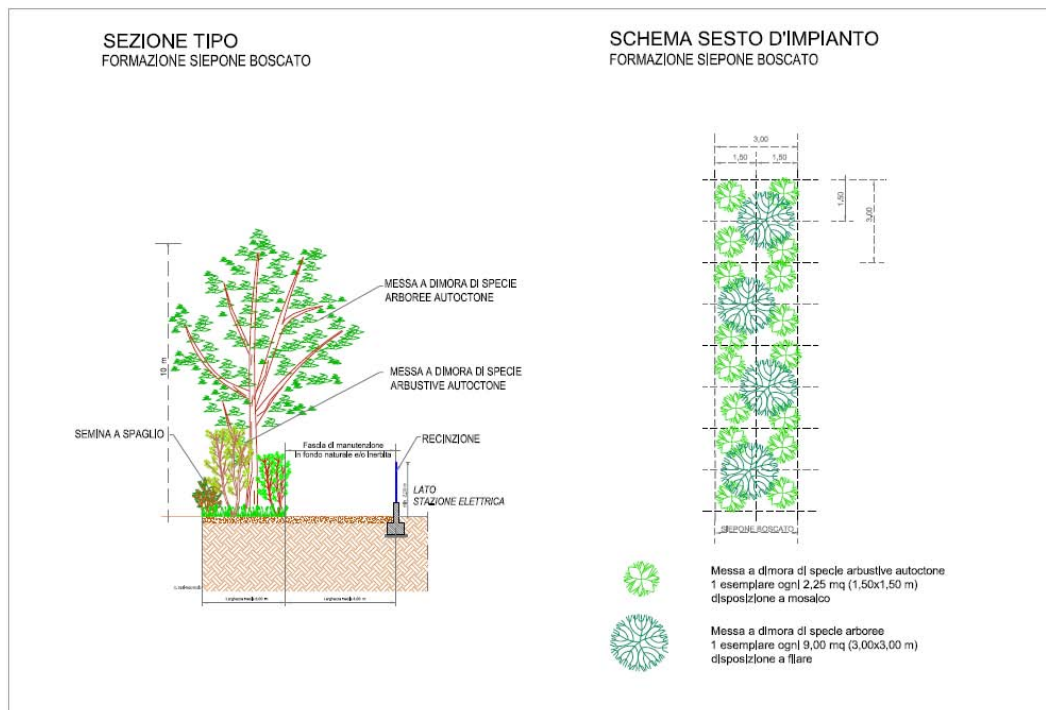 SEZIONE TIPO
FORMAZIONE SIEPONE BOSCATO
MESSA A DIMORA DI SPECIE
ARBOREE AUTOCTONE
10 m
MESSA A DIMORA DI SPECIE
ARBUSTIVE AUTOCTONE
SEMINA A SPAGLIO
Fascia di manutenzione
in fondo naturale e/o inerbita
RECINZIONE
LATO
STAZIONE ELETTRICA
SCHEMA SESTO D'IMPIANTO
FORMAZIONE SIEPONE BOSCATO
3,00
1,50
1,50
1,50
3,00
SIEPONE BOSCATO
Messa a dimora di specie arbustive autoctone
1 esemplare ogni 2,25 mq (1,50x1,50 m)
disposizione a mosaico
Messa a dimora di specie arboree
1 esemplare ogni 9,00 mq (3,00x3,00 m)
disposizione a filare